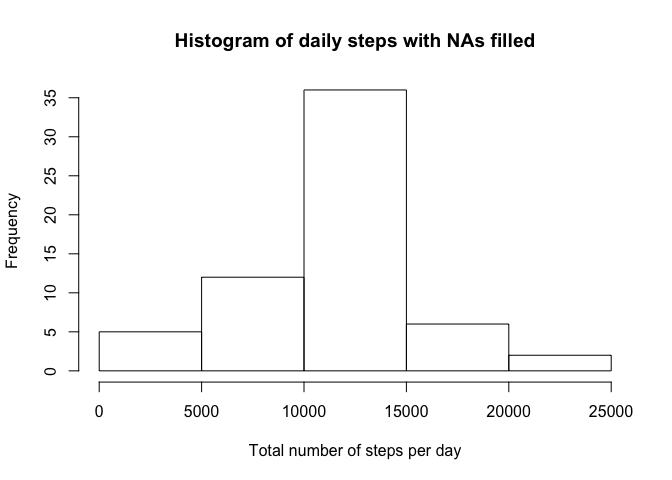 Histogram of daily steps with NAs filled
35
30
25
20
15
10
5
0
Frequency
0 5000 10000 15000 20000 25000
Total number of steps per day